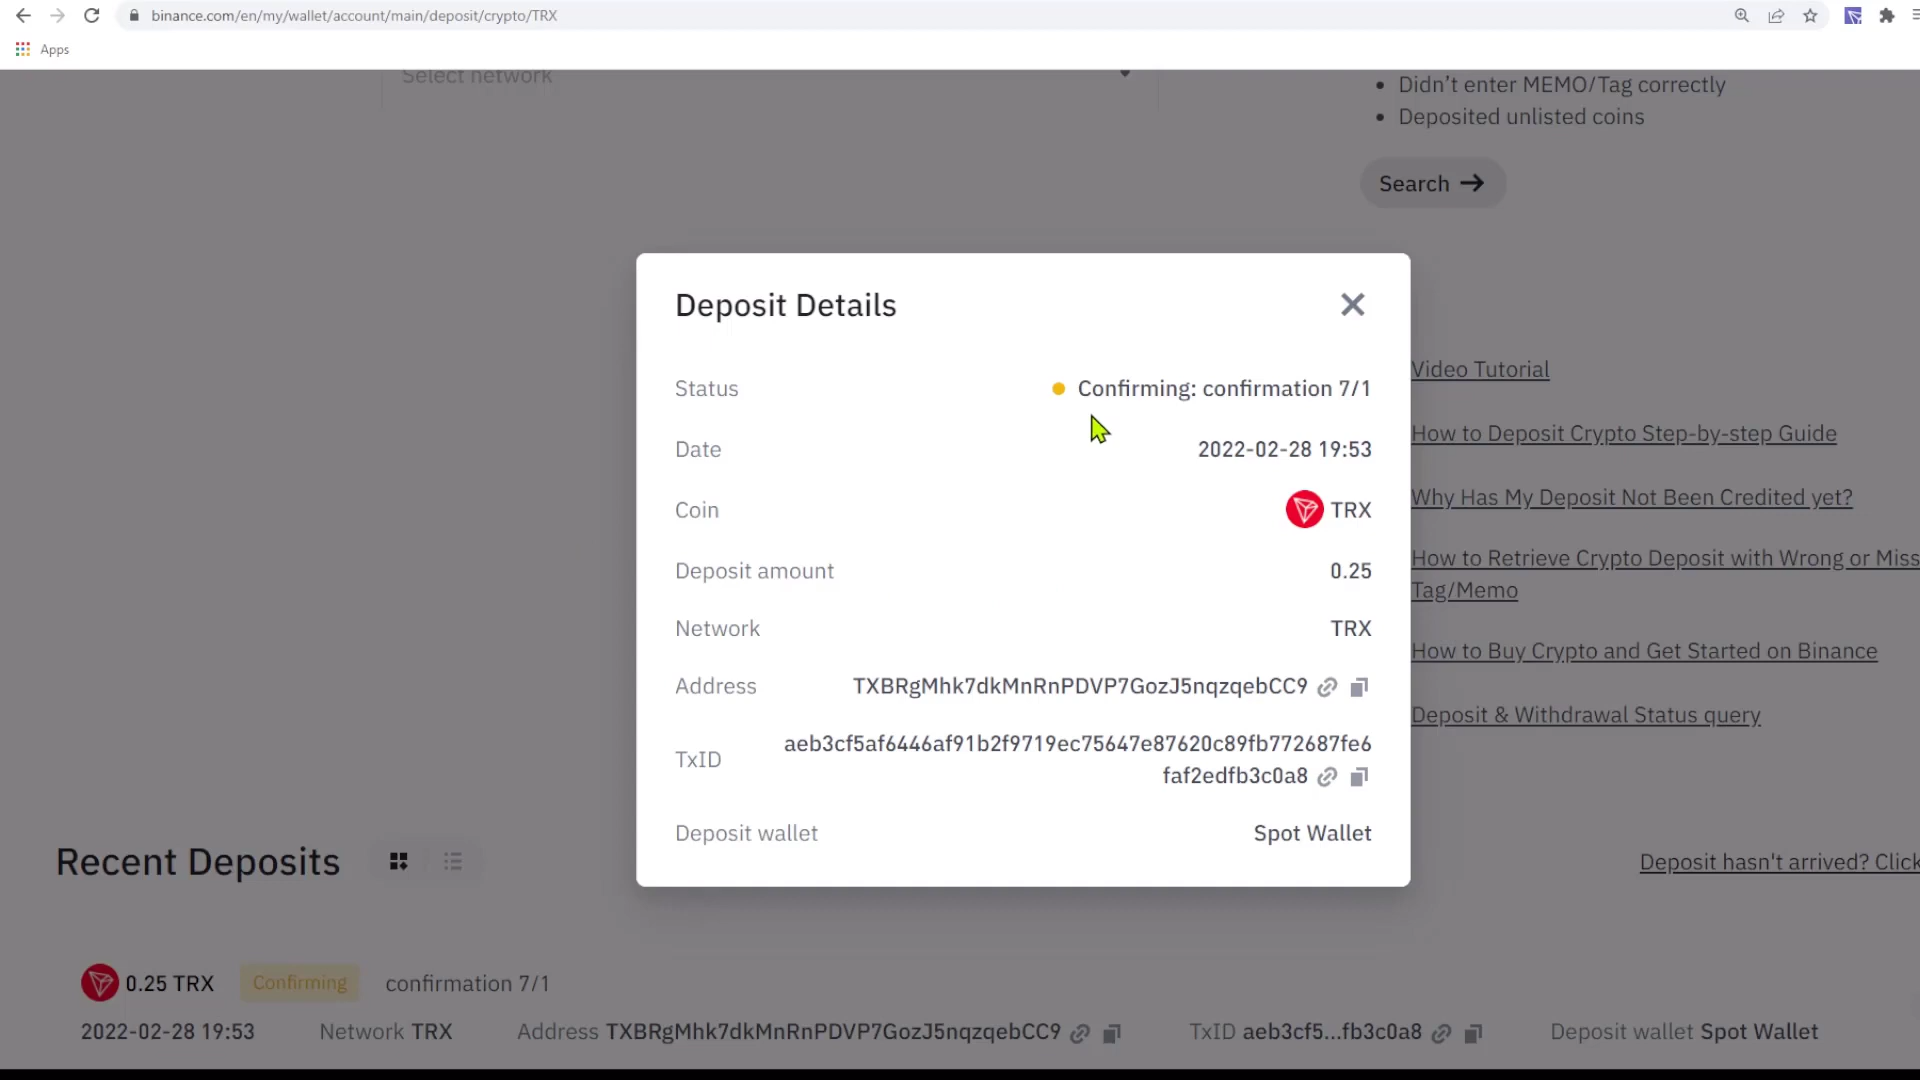 binance.com/en/my/wallet/account/main/deposit/crypto/TRX
Apps
Select network
Didn’t enter MEMO/Tag correctly
Deposited unlisted coins
Search
Deposit Details
Status Confirming: confirmation 7/1
Date 2022-02-28 19:53
Coin TRX
Deposit amount 0.25
Network TRX
Address TXBRgMhk7dkMnRnPDVP7GozJ5nqzqebCC9
TxID aeb3cf5af6446af91b2f9719ec75647e87620c89fb772687fe6
faf2edfb3c0a8
Deposit wallet Spot Wallet
Video Tutorial
How to Deposit Crypto Step-by-step Guide
Why Has My Deposit Not Been Credited yet?
How to Retrieve Crypto Deposit with Wrong or Miss
Tag/Memo
How to Buy Crypto and Get Started on Binance
Deposit & Withdrawal Status query
Recent Deposits
Deposit hasn't arrived? Click
0.25 TRX Confirming confirmation 7/1
2022-02-28 19:53 Network TRX Address TXBRgMhk7dkMnRnPDVP7GozJ5nqzqebCC9 TxID aeb3cf5...fb3c0a8 Deposit wallet Spot Wallet